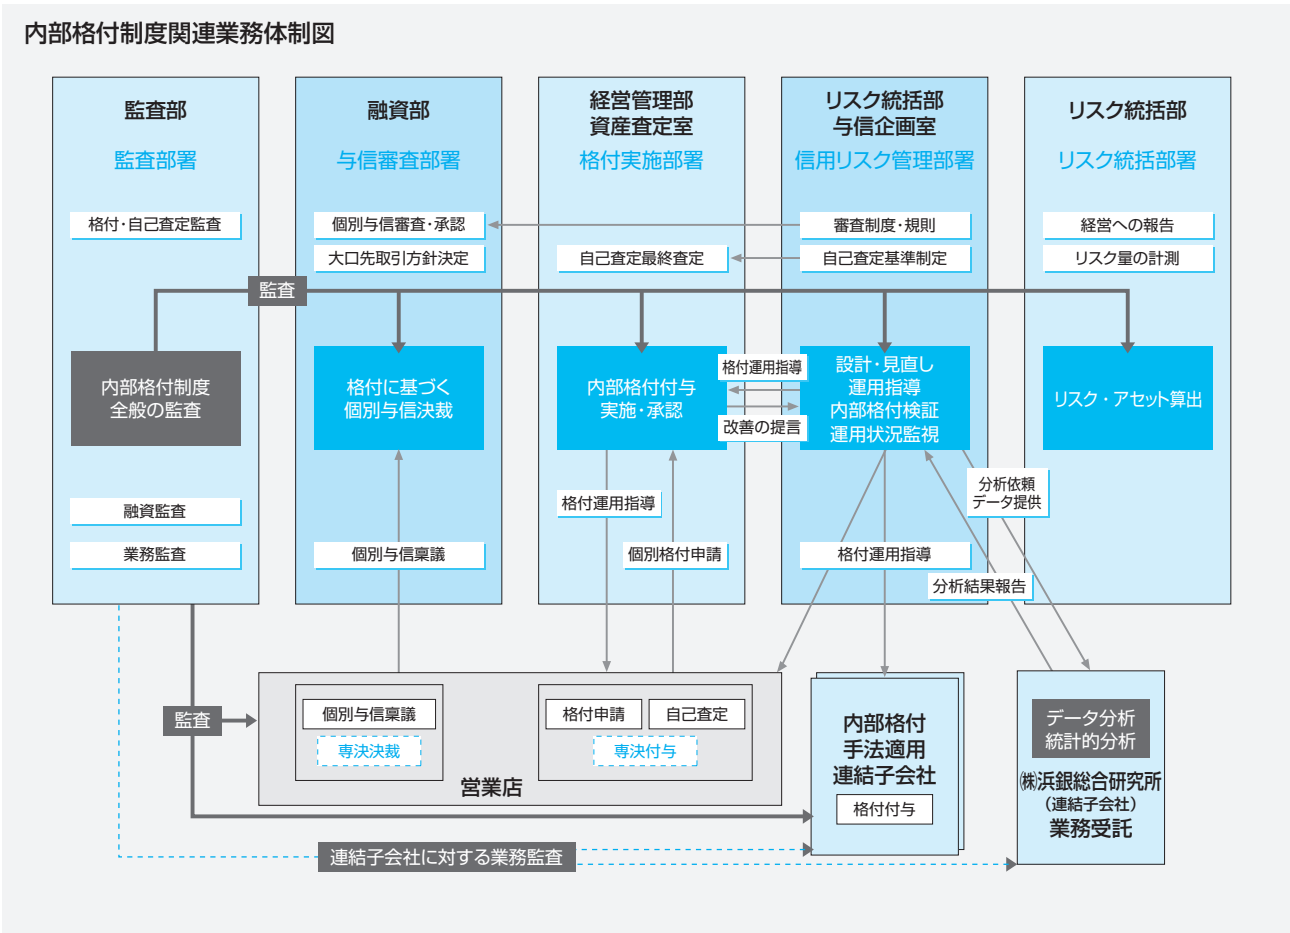 内部格付制度関連業務体制図
監査部
監査部署
格付・自己査定監査
融資部
与信審査部署
個別与信審査・承認
大口先取引方針決定
経営管理部
資産査定室
格付実施部署
自己査定最終査定
リスク統括部
与信企画室
信用リスク管理部署
審査制度・規則
自己査定基準制定
リスク統括部
リスク統括部署
経営への報告
リスク量の計測
監査
内部格付制度
全般の監査
格付に基づく
個別与信決裁
内部格付付与
実施・承認
格付運用指導
改善の提言
設計・見直し
運用指導
内部格付検証
運用状況監視
リスク・アセット算出
融資監査
業務監査
個別与信稟議
格付運用指導
個別格付申請
格付運用指導
分析依頼
データ提供
分析結果報告
監査
個別与信稟議
専決決裁
格付申請
自己査定
専決付与
営業店
内部格付
手法適用
連結子会社
格付付与
データ分析
統計的分析
㈱浜銀総合研究所
(連結子会社)
業務受託
連結子会社に対する業務監査